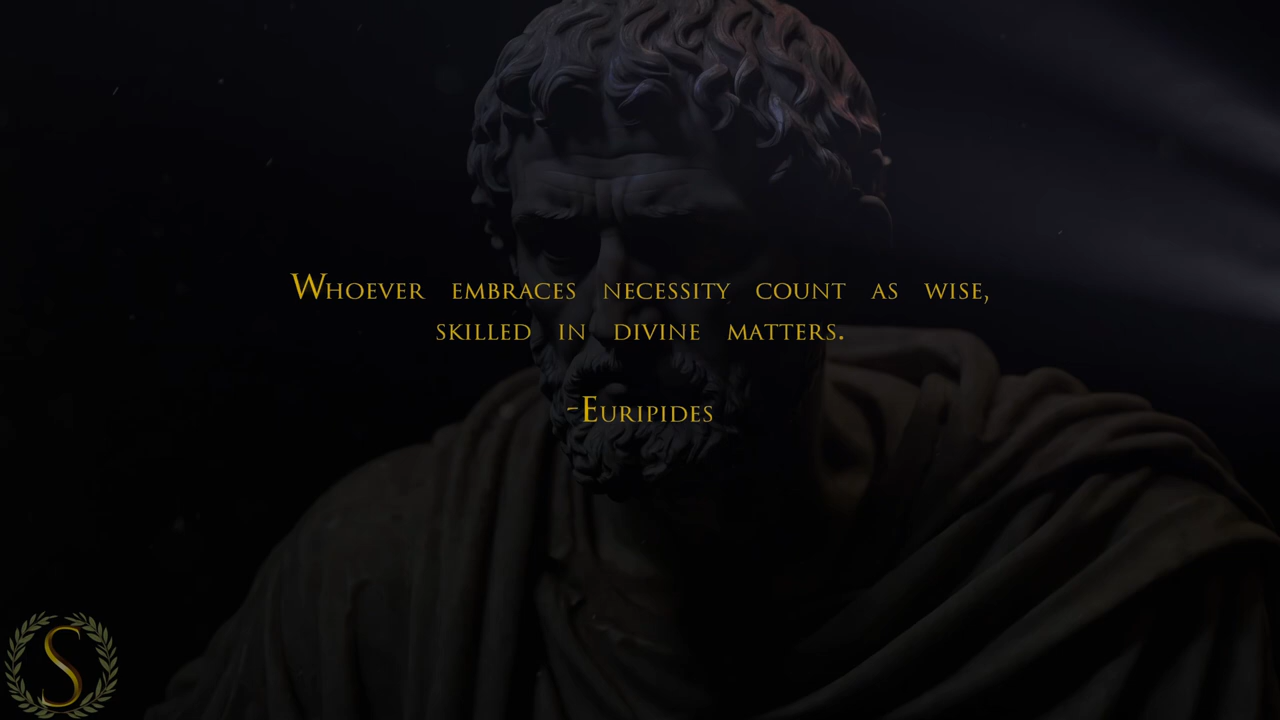 Whoever embraces necessity count as wise,
skilled in divine matters.
-Euripides
S